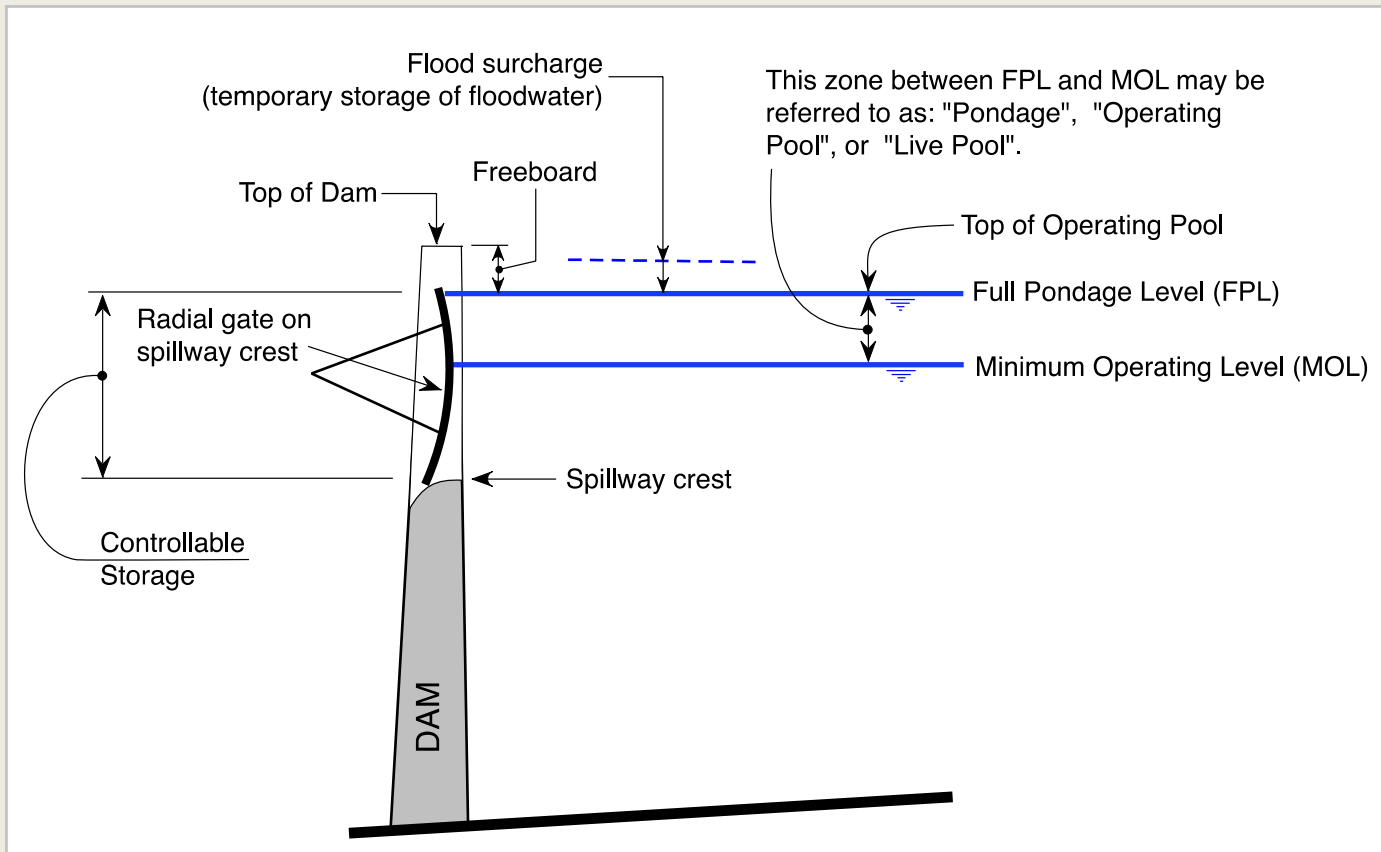 Flood surcharge
(temporary storage of floodwater)
This zone between FPL and MOL may be
referred to as: "Pondage", "Operating
Pool", or "Live Pool".
Freeboard
Top of Dam
Top of Operating Pool
Full Pondage Level (FPL)
Radial gate on
spillway crest
Minimum Operating Level (MOL)
Spillway crest
Controllable
Storage
DAM